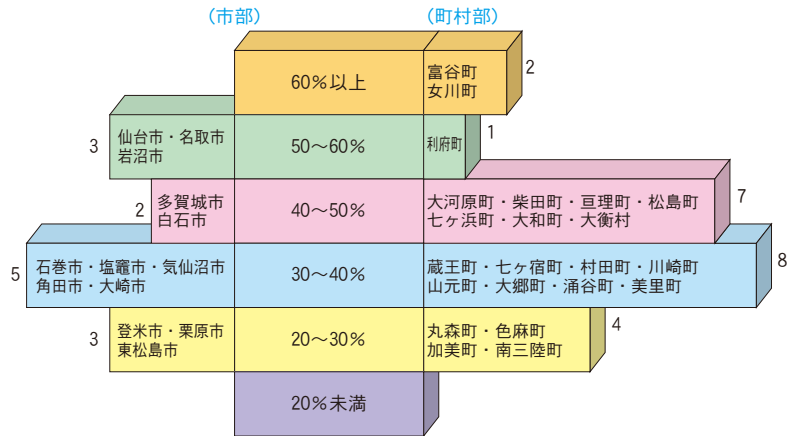 （市部）
（町村部）
60％以上
富谷町
女川町
2
3
仙台市・名取市
岩沼市
50～60％
利府町
1
2
多賀城市
白石市
40～50％
大河原町・柴田町・亘理町・松島町
七ヶ浜町・大和町・大衡村
7
5
石巻市・塩竈市・気仙沼市
角田市・大崎市
30～40％
蔵王町・七ヶ宿町・村田町・川崎町
山元町・大郷町・涌谷町・美里町
8
3
登米市・栗原市
東松島市
20～30％
丸森町・色麻町
加美町・南三陸町
4
20％未満